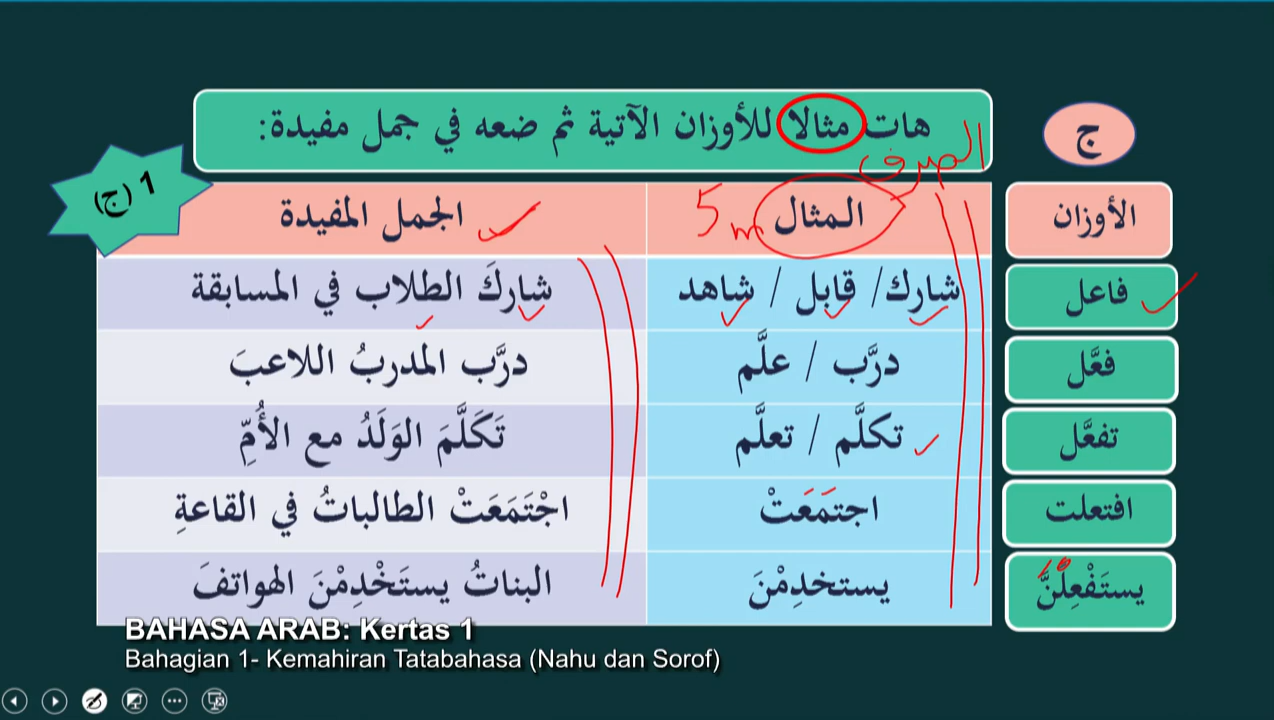 هات مثالا للأوزان الآتية ثم ضعه في جمل مفيدة:
ج
1 (ج)
الصرف
الأوزان
المثال
5m
الجمل المفيدة
فاعل
شارك/ قابل / شاهد
شاركَ الطلاب في المسابقة
فعَّل
درَّب / علَّم
درَّب المدربُ اللاعبَ
تفعَّل
تكلَّم / تعلَّم
تَكَلَّمَ الوَلَدُ مع الأُمِّ
افتعلت
اجتمَعَتْ
اجْتَمَعَتْ الطالباتُ في القاعةِ
يستَفْعِلْنَّ
يستخدِمْنَ
البناتُ يستَخْدِمْنَ الهواتفَ
BAHASA ARAB: Kertas 1
Bahagian 1- Kemahiran Tatabahasa (Nahu dan Sorof)